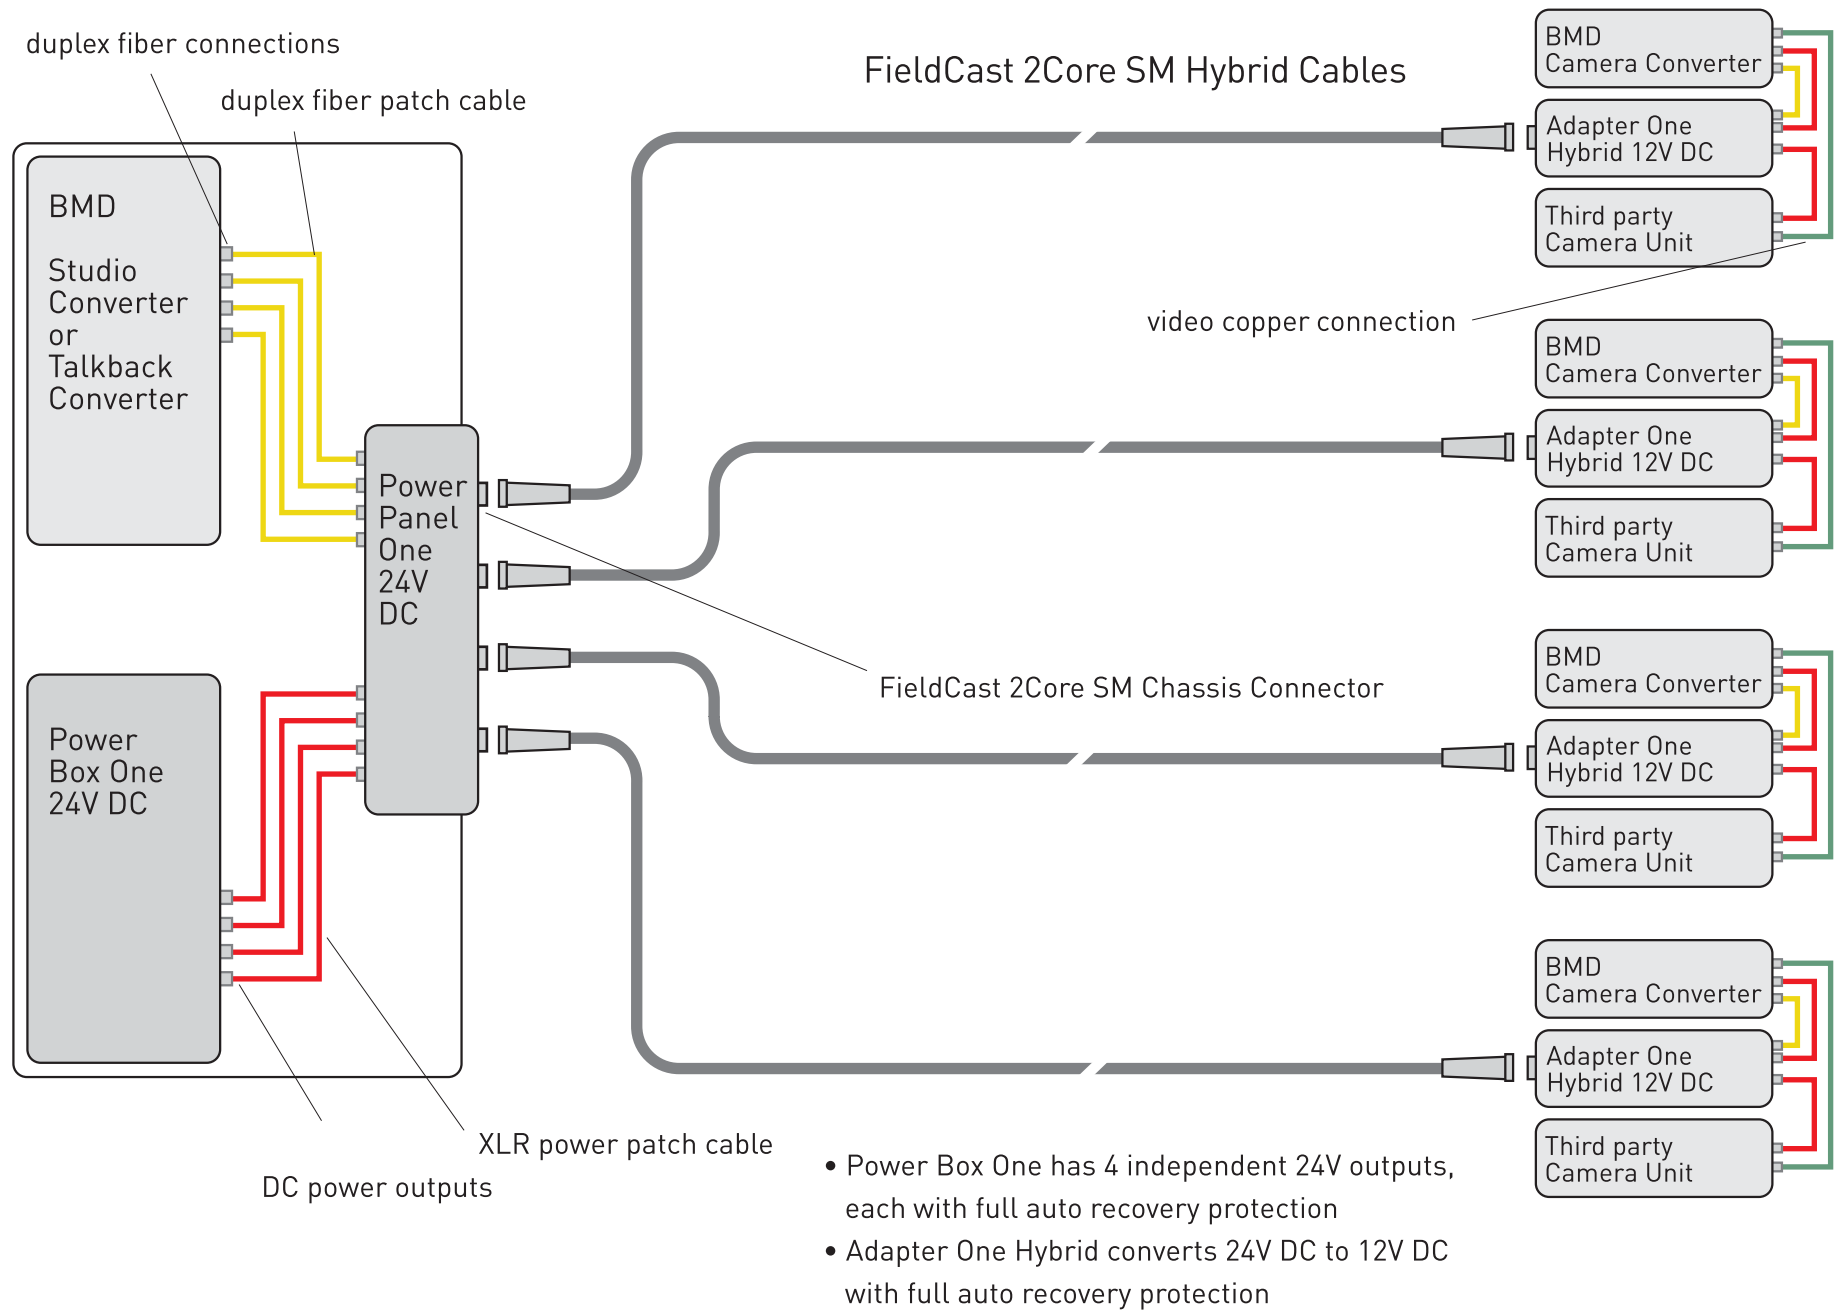 duplex fiber connections
duplex fiber patch cable
FieldCast 2Core SM Hybrid Cables
BMD
Studio
Converter
or
Talkback
Converter
Power
Panel
One
24V
DC
Power
Box One
24V DC
BMD
Camera Converter
Adapter One
Hybrid 12V DC
Third party
Camera Unit
video copper connection
BMD
Camera Converter
Adapter One
Hybrid 12V DC
Third party
Camera Unit
FieldCast 2Core SM Chassis Connector
BMD
Camera Converter
Adapter One
Hybrid 12V DC
Third party
Camera Unit
BMD
Camera Converter
Adapter One
Hybrid 12V DC
Third party
Camera Unit
XLR power patch cable
DC power outputs
• Power Box One has 4 independent 24V outputs,
each with full auto recovery protection
• Adapter One Hybrid converts 24V DC to 12V DC
with full auto recovery protection